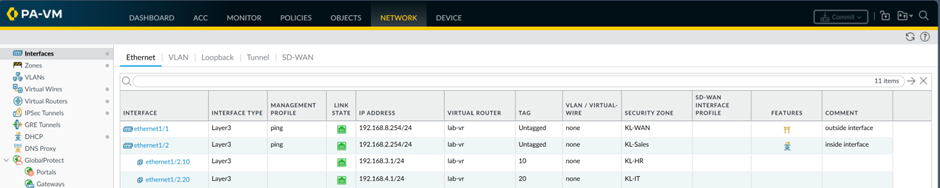 PA-VM DASHBOARD ACC MONITOR POLICIES OBJECTS NETWORK DEVICE Commit
Interfaces
Zones
VLANs
Virtual Wires
Virtual Routers
IPSec Tunnels
GRE Tunnels
DHCP
DNS Proxy
GlobalProtect
Portals
Gateways
Ethernet VLAN Loopback Tunnel SD-WAN
11 items
INTERFACE INTERFACE TYPE MANAGEMENT PROFILE LINK STATE IP ADDRESS VIRTUAL ROUTER TAG VLAN / VIRTUAL-WIRE SECURITY ZONE SD-WAN INTERFACE PROFILE FEATURES COMMENT
ethernet1/1 Layer3 ping 192.168.8.254/24 lab-vr Untagged none KL-WAN outside interface
ethernet1/2 Layer3 ping 192.168.2.254/24 lab-vr Untagged none KL-Sales inside interface
ethernet1/2.10 Layer3 192.168.3.1/24 lab-vr 10 none KL-HR
ethernet1/2.20 Layer3 192.168.4.1/24 lab-vr 20 none KL-IT